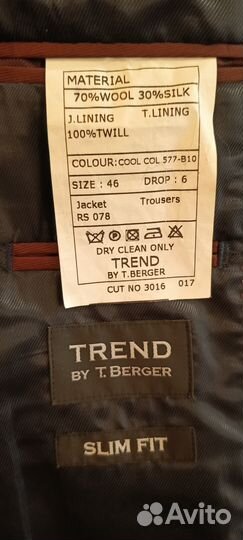 MATERIAL
70%WOOL 30%SILK
J.LINING T.LINING
100%TWILL
COLOUR:COOL COL 577-B10
SIZE : 46 DROP : 6
Jacket Trousers
RS 078
DRY CLEAN ONLY
TREND
BY T.BERGER
CUT NO 3016 017
TREND
BY T. BERGER
SLIM FIT
Avito